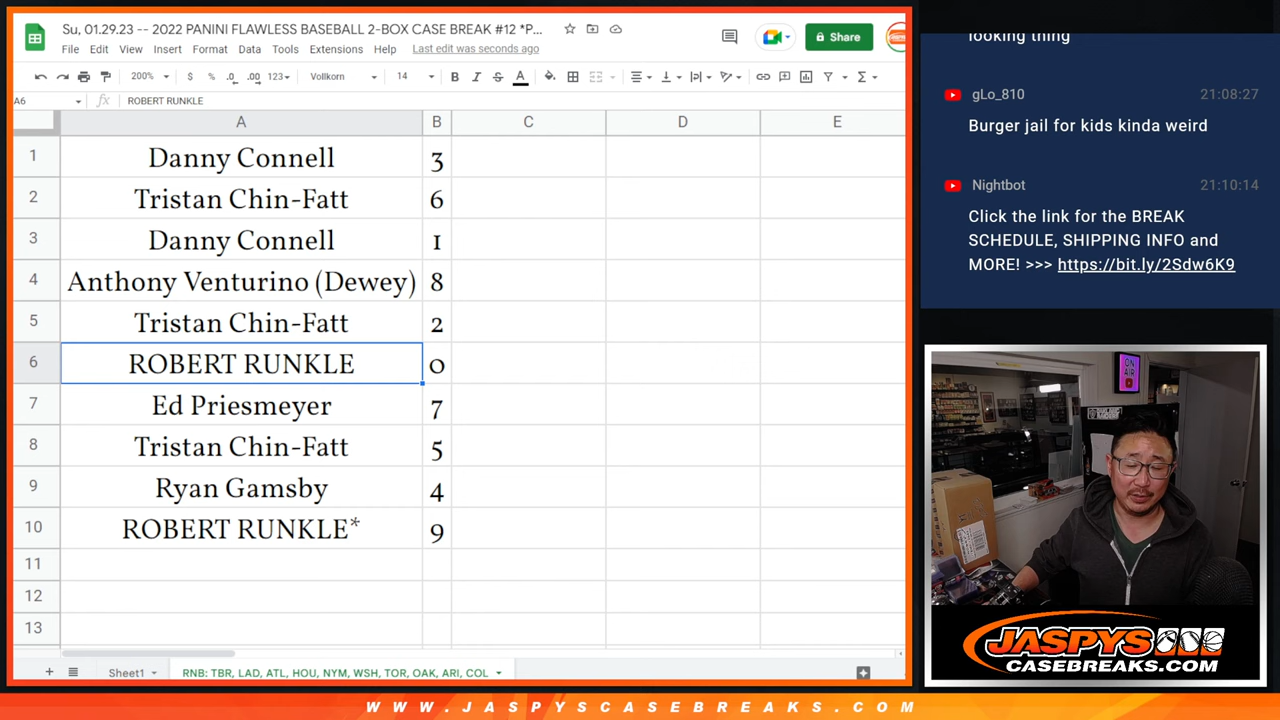 Su, 01.29.23 -- 2022 PANINI FLAWLESS BASEBALL 2-BOX CASE BREAK #12 *P
File Edit View Insert Format Data Tools Extensions Help Last edit was seconds ago
Share
200% $ % .0 .00 123 Vollkorn 14 B I S A
A6 fx ROBERT RUNKLE
A B C D E
1 Danny Connell 3
2 Tristan Chin-Fatt 6
3 Danny Connell 1
4 Anthony Venturino (Dewey) 8
5 Tristan Chin-Fatt 2
6 ROBERT RUNKLE 0
7 Ed Priesmeyer 7
8 Tristan Chin-Fatt 5
9 Ryan Gamsby 4
10 ROBERT RUNKLE* 9
11
12
13
Sheet1 RNB: TBR, LAD, ATL, HOU, NYM, WSH, TOR, OAK, ARI, COL
looking thing
gLo_810 21:08:27
Burger jail for kids kinda weird
Nightbot 21:10:14
Click the link for the BREAK
SCHEDULE, SHIPPING INFO and
MORE! >>> https://bit.ly/2Sdw6K9
ON
AIR
JASPYS
CASEBREAKS.COM
WWW.JASPYSCASEBREAKS.COM